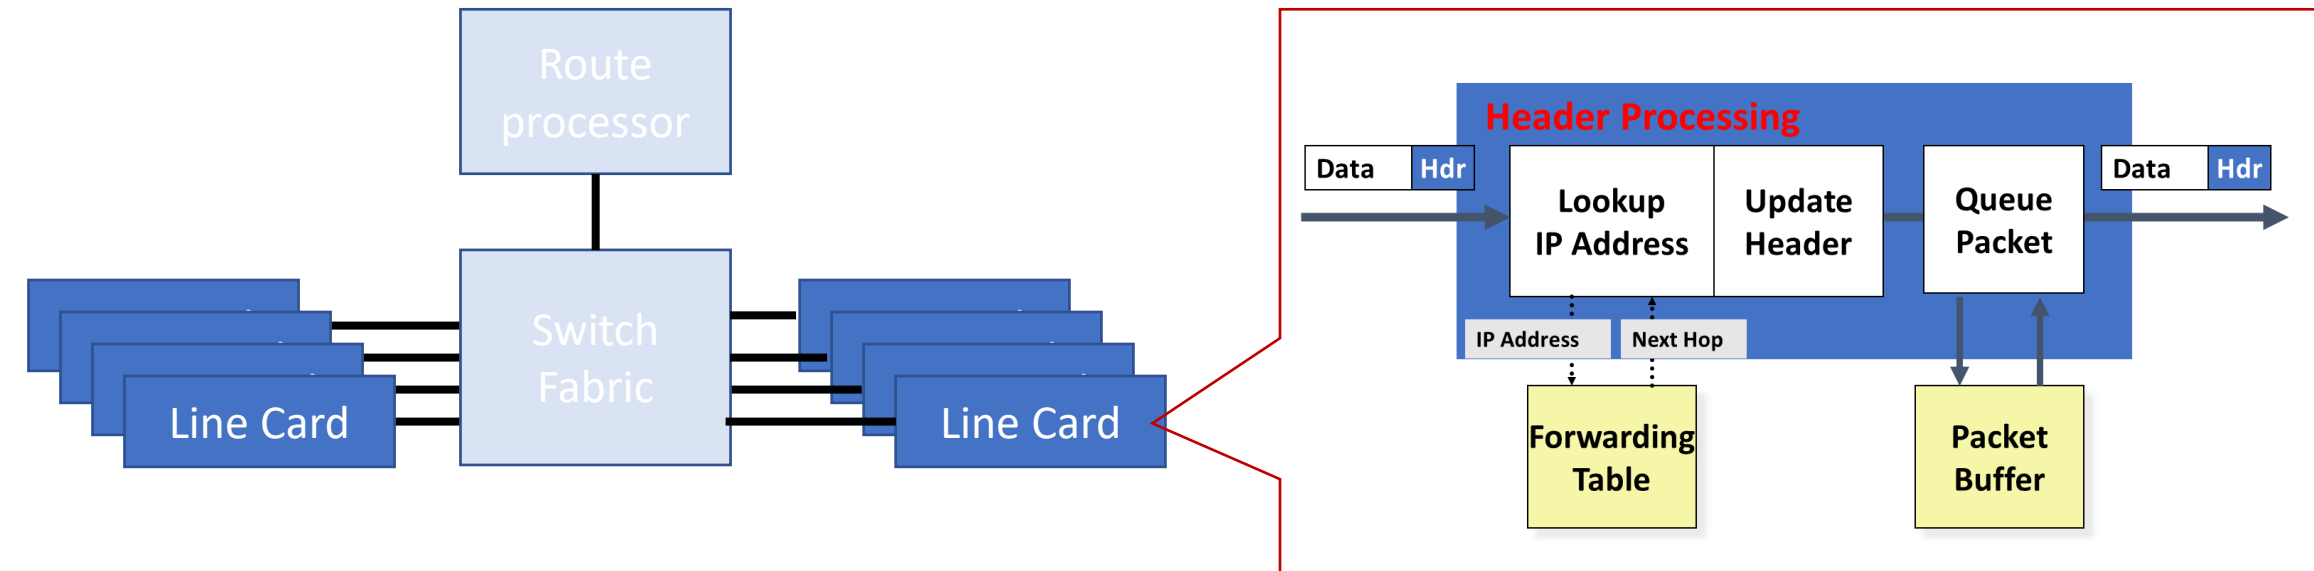 Route
processor
Switch
Fabric
Line Card
Line Card
Header Processing
Data
Hdr
Lookup
IP Address
Update
Header
Queue
Packet
Data
Hdr
IP Address
Next Hop
Forwarding
Table
Packet
Buffer